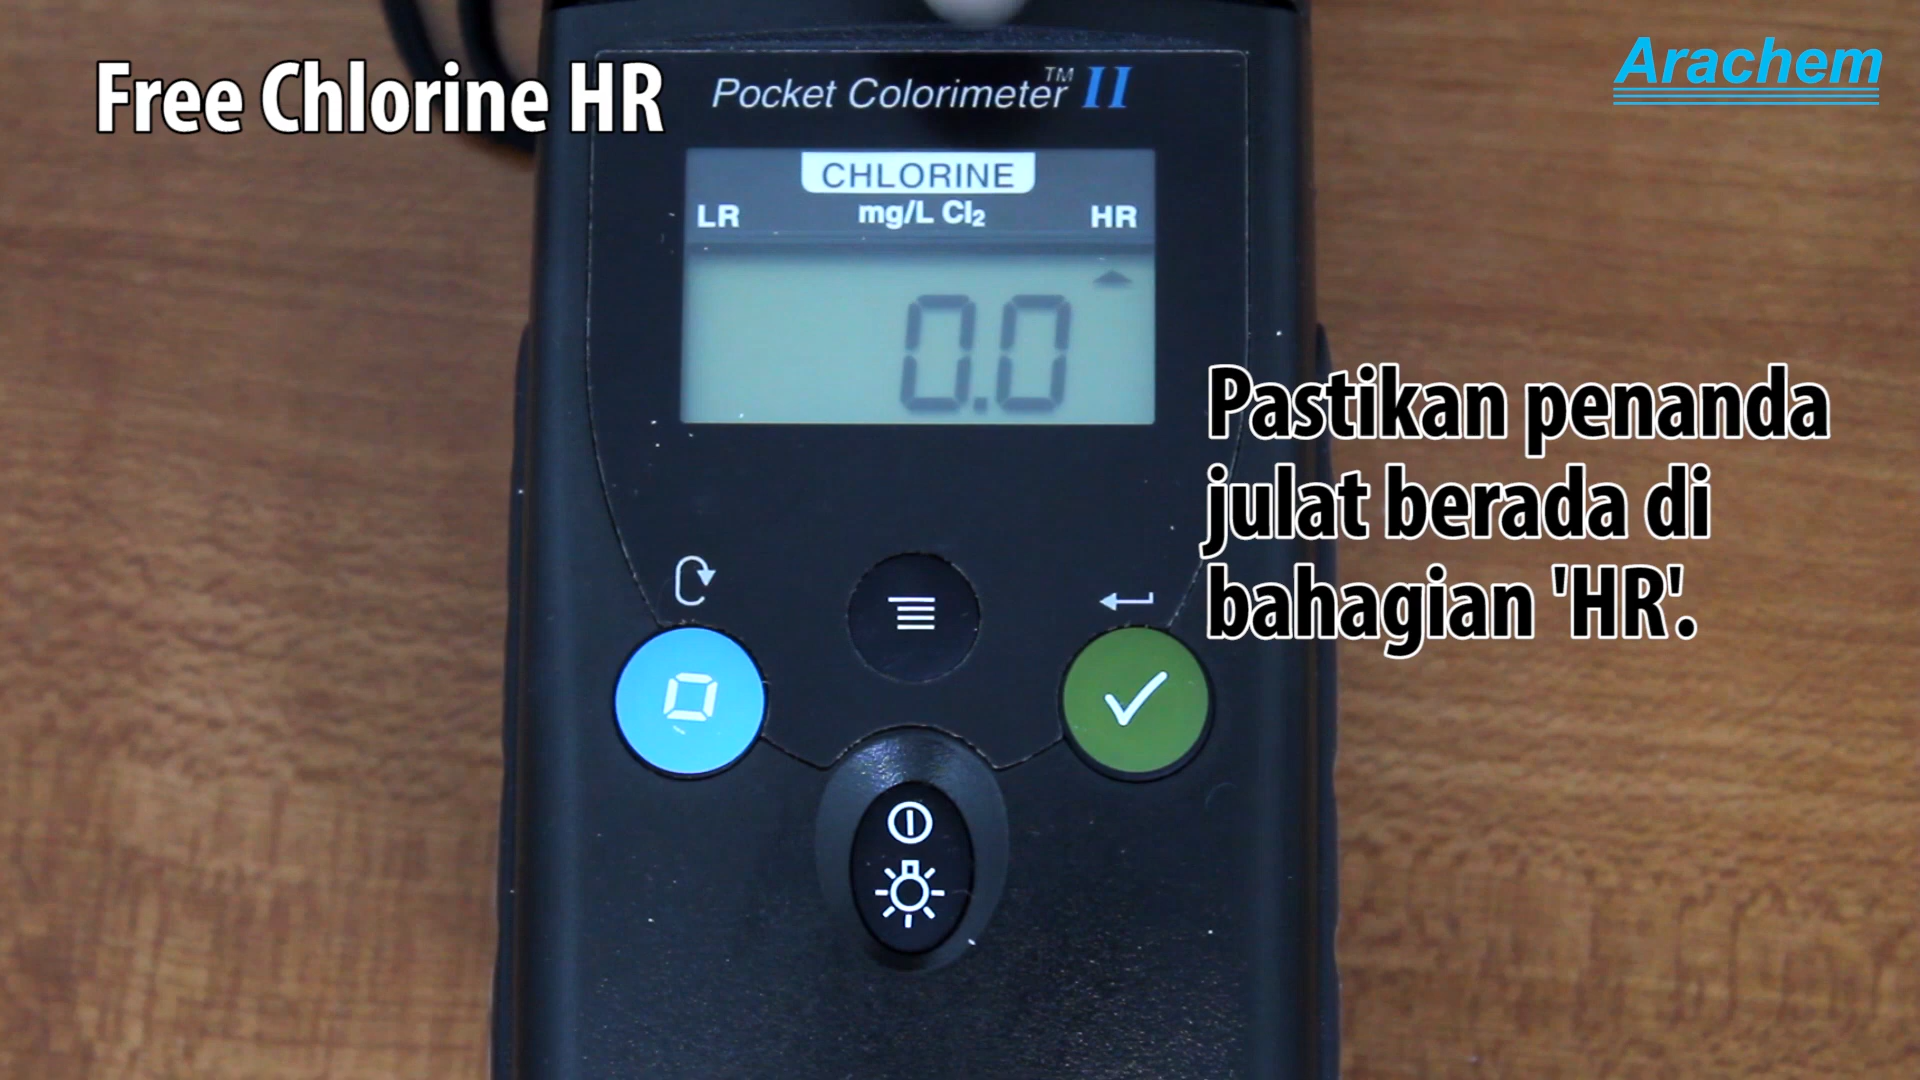 Free Chlorine HR
Arachem
Pocket Colorimeter™ II
CHLORINE
LR mg/L Cl₂ HR
0.0
Pastikan penanda
julat berada di
bahagian 'HR'.